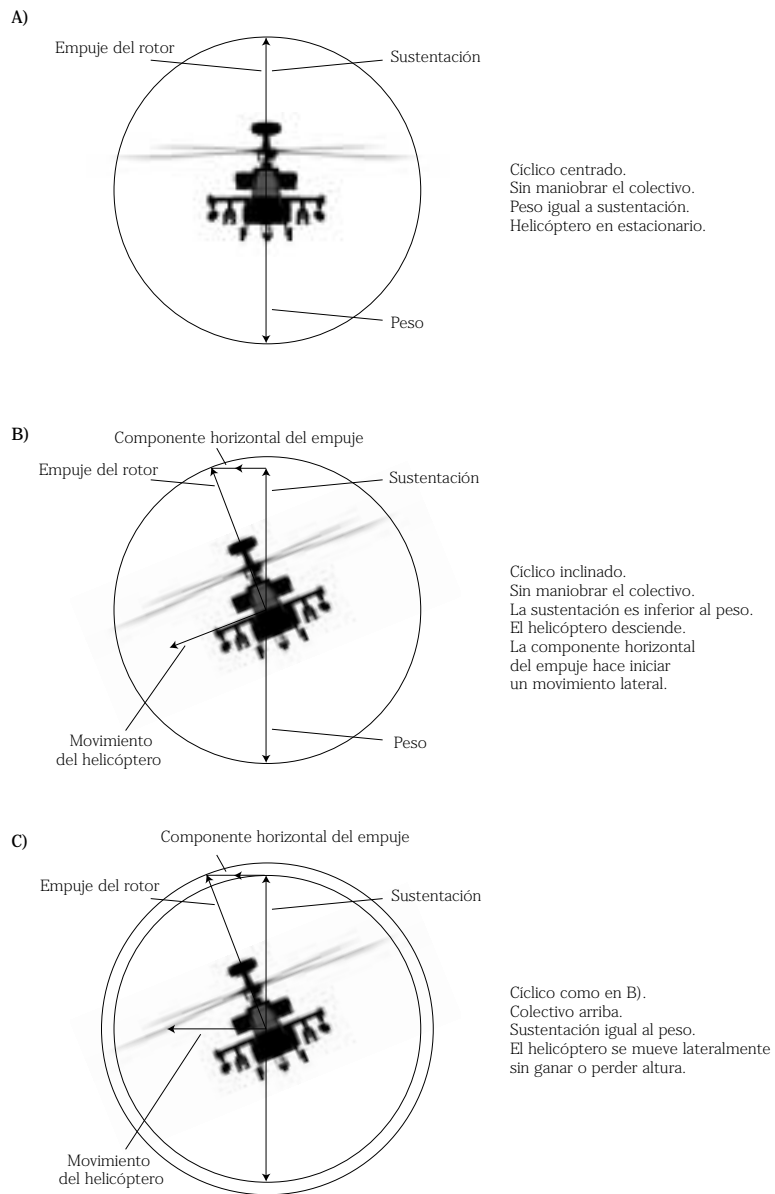 A)
Empuje del rotor
Sustentación
Cíclico centrado.
Sin maniobrar el colectivo.
Peso igual a sustentación.
Helicóptero en estacionario.
Peso
B)
Componente horizontal del empuje
Empuje del rotor
Sustentación
Cíclico inclinado.
Sin maniobrar el colectivo.
La sustentación es inferior al peso.
El helicóptero desciende.
La componente horizontal
del empuje hace iniciar
un movimiento lateral.
Movimiento
del helicóptero
Peso
C)
Componente horizontal del empuje
Empuje del rotor
Sustentación
Cíclico como en B).
Colectivo arriba.
Sustentación igual al peso.
El helicóptero se mueve lateralmente
sin ganar o perder altura.
Movimiento
del helicóptero